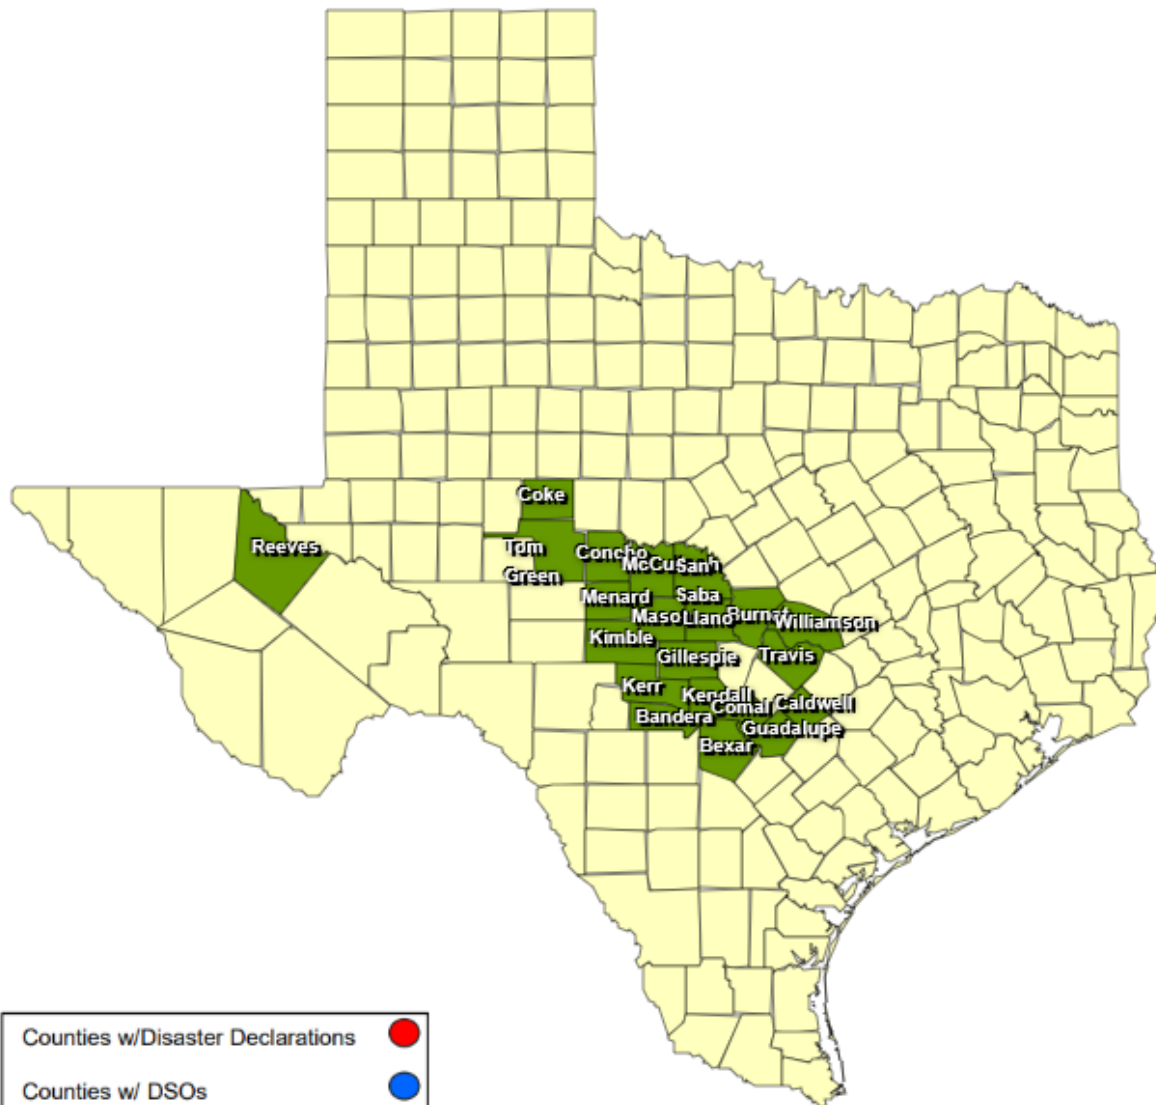 Coke
Reeves
Tom
Green
Concho
San
Saba
Menard
Maso
Llano
Burnet
Williamson
Kimble
Gillespie
Travis
Kerr
Kendall
Comal
Caldwell
Bandera
Guadalupe
Bexar
Counties w/Disaster Declarations
Counties w/ DSOs